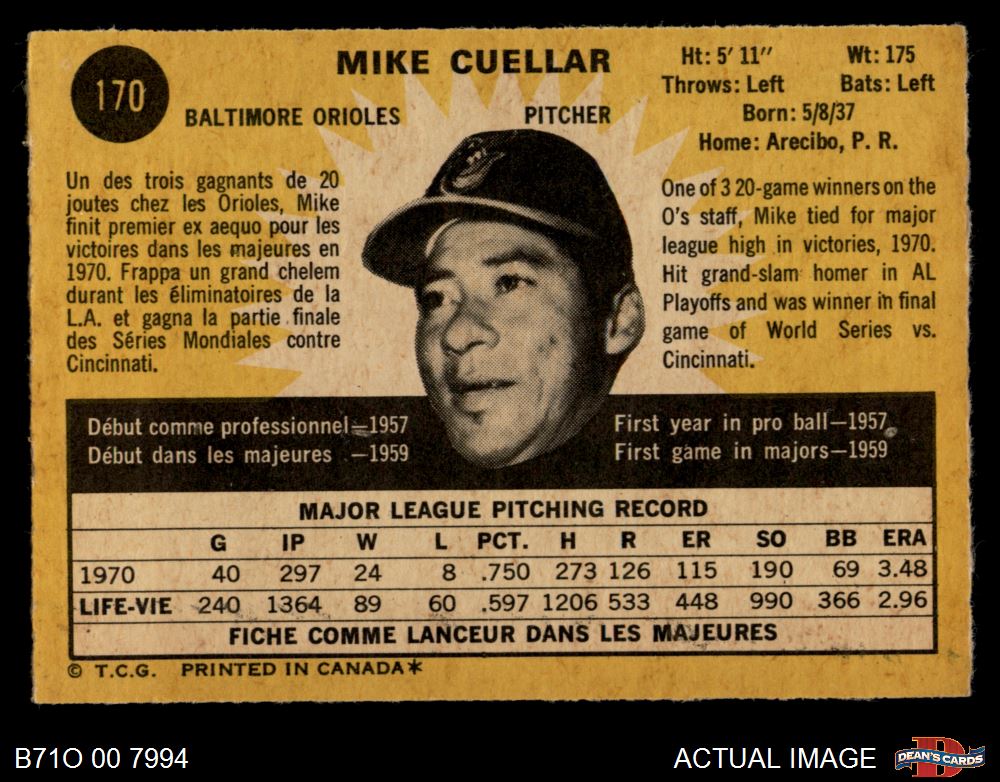 170
MIKE CUELLAR
BALTIMORE ORIOLES PITCHER
Ht: 5' 11" Wt: 175
Throws: Left Bats: Left
Born: 5/8/37
Home: Arecibo, P. R.
Un des trois gagnants de 20
joutes chez les Orioles, Mike
finit premier ex aequo pour les
victoires dans les majeures en
1970. Frappa un grand chelem
durant les éliminatoires de la
L.A. et gagna la partie finale
des Séries Mondiales contre
Cincinnati.
One of 3 20-game winners on the
O's staff, Mike tied for major
league high in victories, 1970.
Hit grand-slam homer in AL
Playoffs and was winner in final
game of World Series vs.
Cincinnati.
Début comme professionnel—1957
Début dans les majeures —1959
First year in pro ball—1957
First game in majors—1959
MAJOR LEAGUE PITCHING RECORD
G IP W L PCT. H R ER SO BB ERA
1970 40 297 24 8 .750 273 126 115 190 69 3.48
LIFE-VIE 240 1364 89 60 .597 1206 533 448 990 366 2.96
FICHE COMME LANCEUR DANS LES MAJEURES
© T.C.G. PRINTED IN CANADA*
B71O 00 7994
ACTUAL IMAGE
DEAN'S CARDS